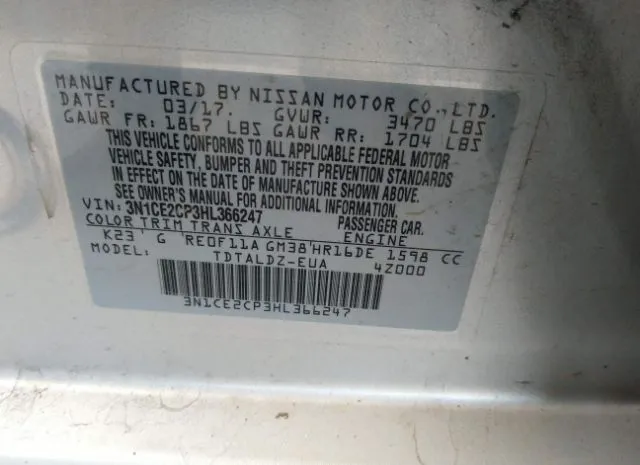 MANUFACTURED BY NISSAN MOTOR CO., LTD.
DATE: 03/17. GVWR: 3470 LBS
GAWR FR: 1867 LBS GAWR RR: 1704 LBS
THIS VEHICLE CONFORMS TO ALL APPLICABLE FEDERAL MOTOR
VEHICLE SAFETY, BUMPER AND THEFT PREVENTION STANDARDS
IN EFFECT ON THE DATE OF MANUFACTURE SHOWN ABOVE.
SEE OWNER'S MANUAL FOR ADDITIONAL INFORMATION.
VIN: 3N1CE2CP3HL366247 PASSENGER CAR.
COLOR TRIM TRANS AXLE ENGINE
K23 G RE0F11A GM38 HR16DE 1598 CC
MODEL: TDTALDZ-EUA 4Z000
3N1CE2CP3HL366247